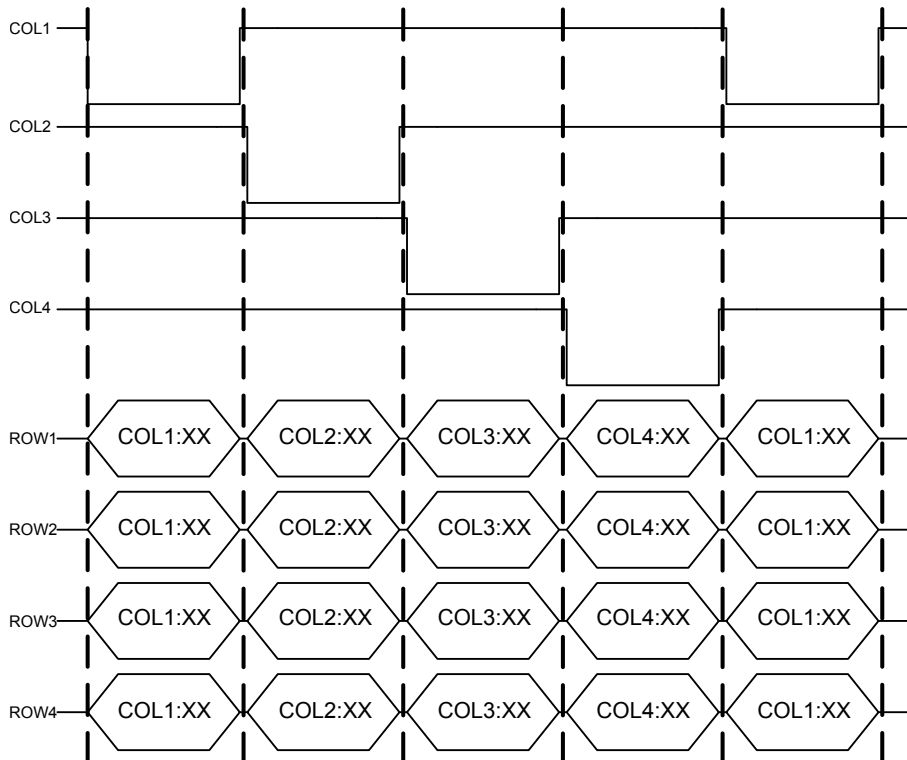 COL1
COL2
COL3
COL4
ROW1 COL1:XX COL2:XX COL3:XX COL4:XX COL1:XX
ROW2 COL1:XX COL2:XX COL3:XX COL4:XX COL1:XX
ROW3 COL1:XX COL2:XX COL3:XX COL4:XX COL1:XX
ROW4 COL1:XX COL2:XX COL3:XX COL4:XX COL1:XX